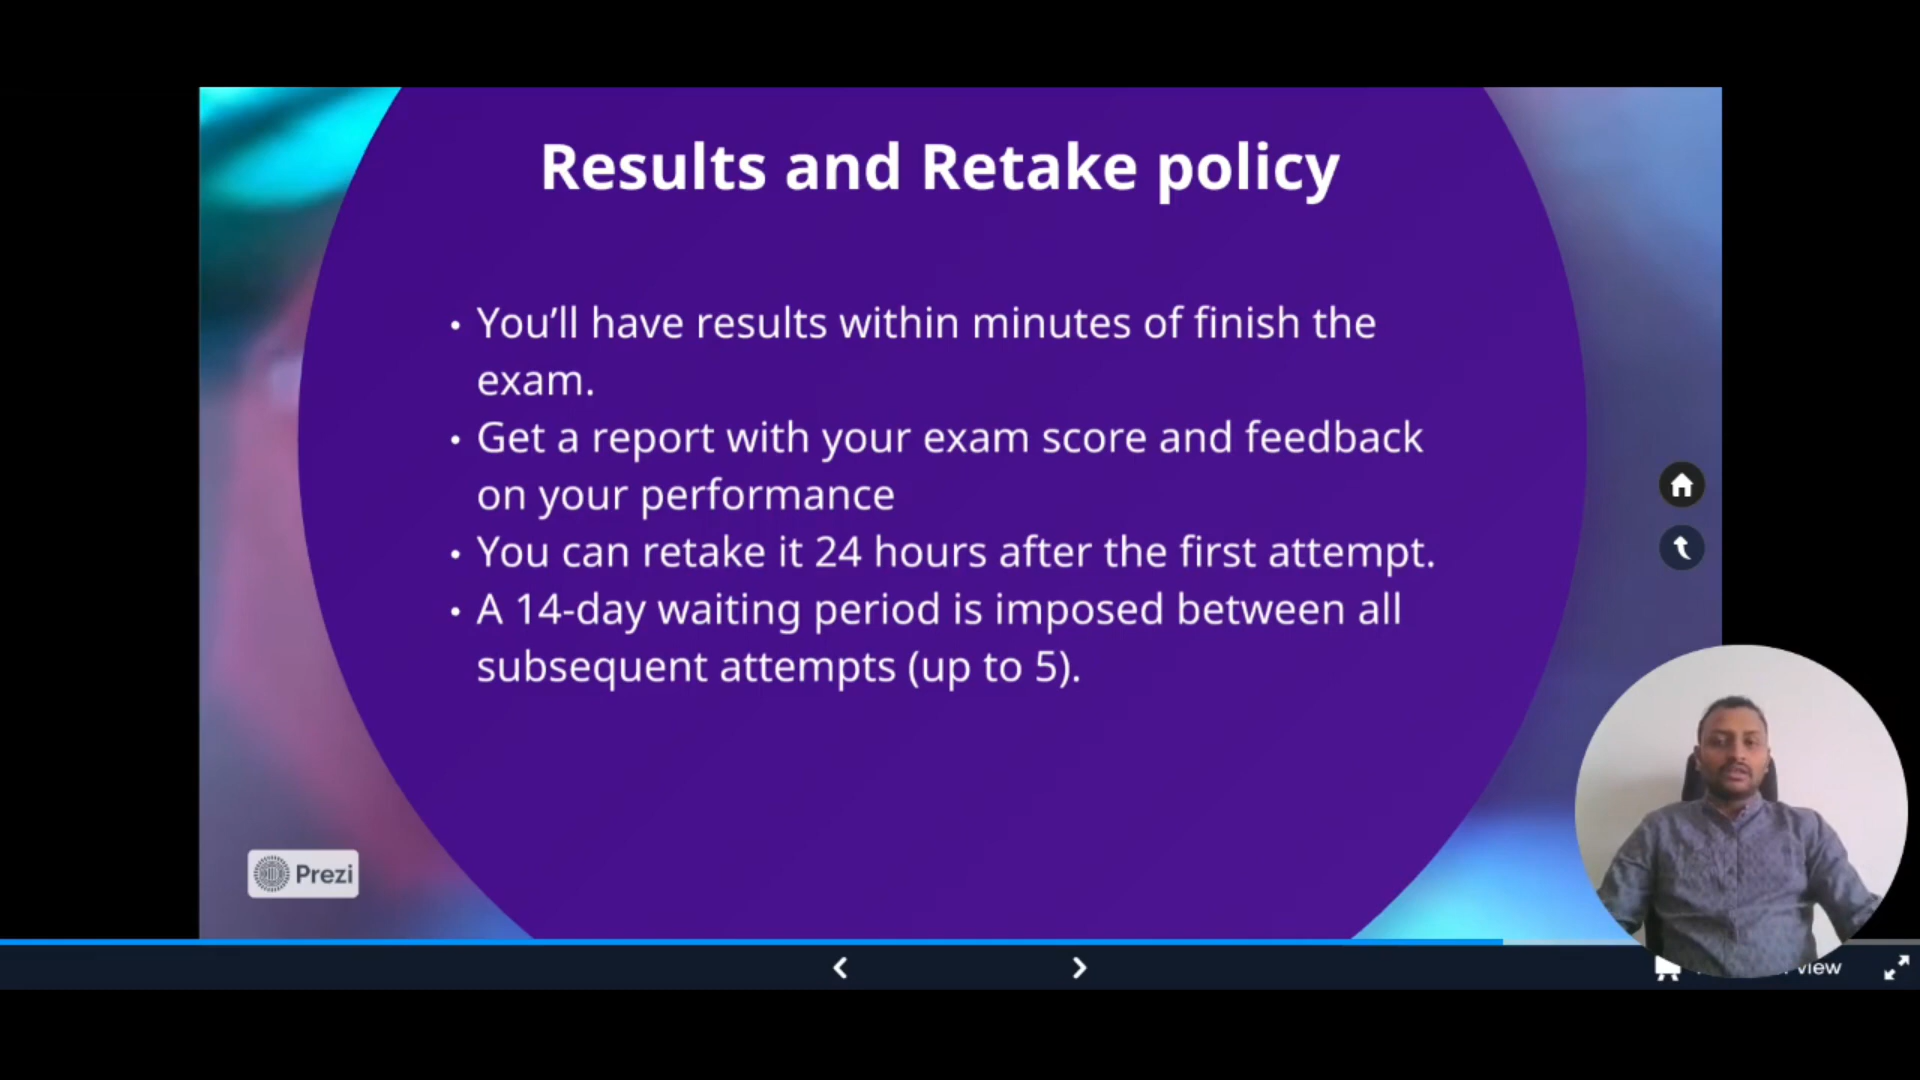 Results and Retake policy
• You’ll have results within minutes of finish the
exam.
• Get a report with your exam score and feedback
on your performance
• You can retake it 24 hours after the first attempt.
• A 14-day waiting period is imposed between all
subsequent attempts (up to 5).
Prezi
view